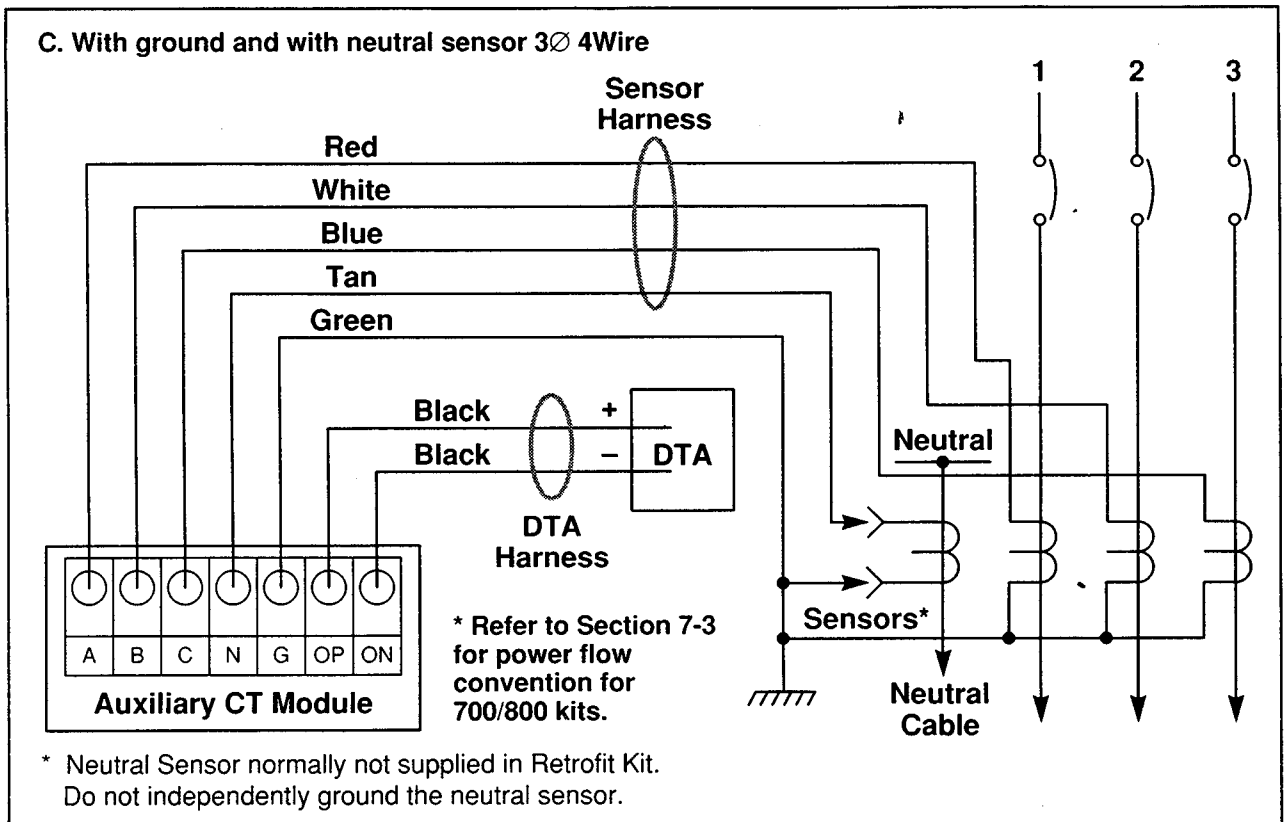 C. With ground and with neutral sensor 3∅ 4Wire
1 2 3
Sensor
Harness
Red
White
Blue
Tan
Green
Black +
Black –
DTA
DTA
Harness
Neutral
Sensors*
Neutral
Cable
* Refer to Section 7-3
for power flow
convention for
700/800 kits.
A B C N G OP ON
Auxiliary CT Module
* Neutral Sensor normally not supplied in Retrofit Kit.
Do not independently ground the neutral sensor.